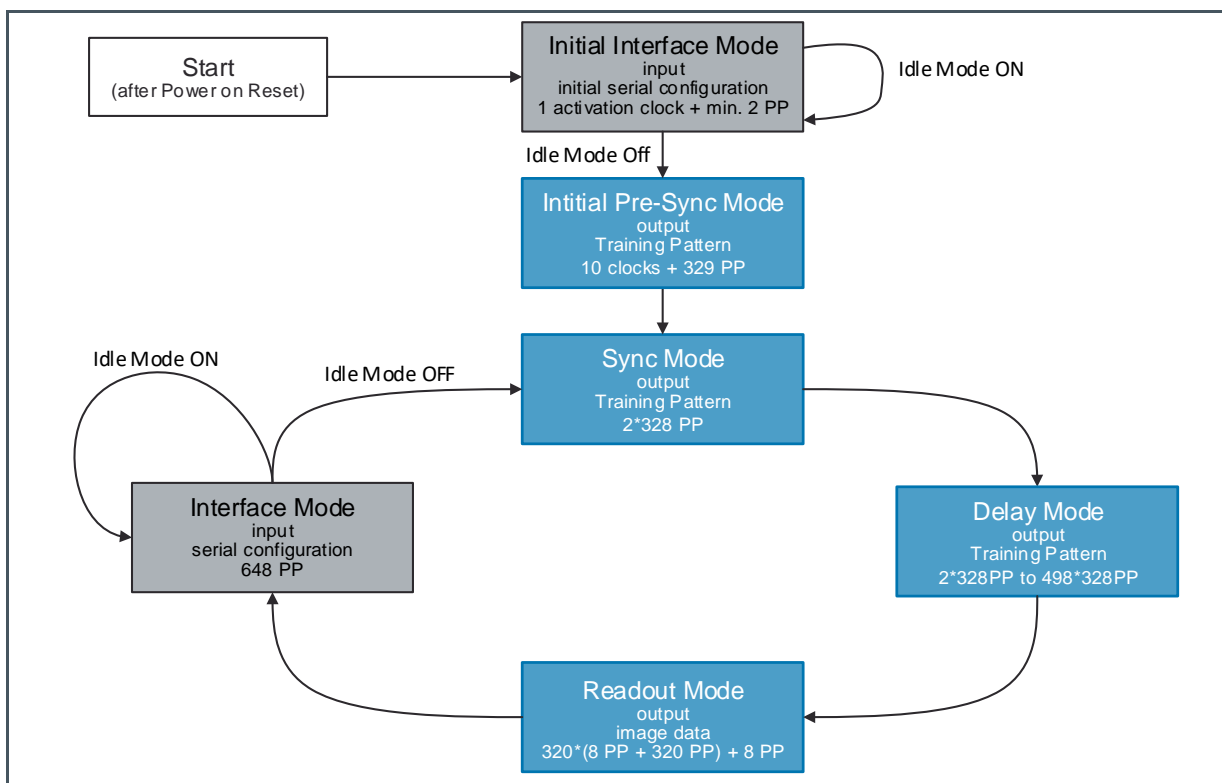 Start
(after Power on Reset)
Initial Interface Mode
input
initial serial configuration
1 activation clock + min. 2 PP
Idle Mode ON
Idle Mode Off
Intitial Pre-Sync Mode
output
Training Pattern
10 clocks + 329 PP
Idle Mode ON
Idle Mode OFF
Sync Mode
output
Training Pattern
2*328 PP
Interface Mode
input
serial configuration
648 PP
Delay Mode
output
Training Pattern
2*328PP to 498*328PP
Readout Mode
output
image data
320*(8 PP + 320 PP) + 8 PP